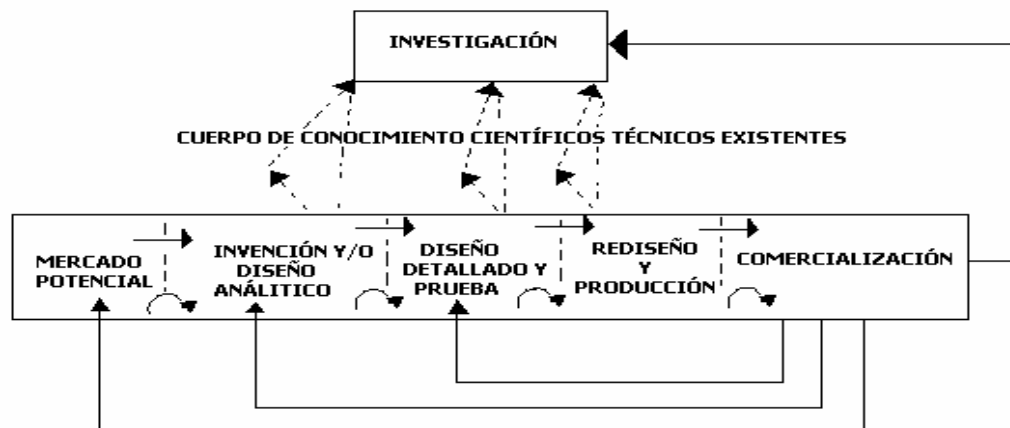 INVESTIGACIÓN
CUERPO DE CONOCIMIENTO CIENTÍFICOS TÉCNICOS EXISTENTES
MERCADO
POTENCIAL
INVENCIÓN Y/O
DISEÑO
ANÁLITICO
DISEÑO
DETALLADO Y
PRUEBA
REDISEÑO
Y
PRODUCCIÓN
COMERCIALIZACIÓN